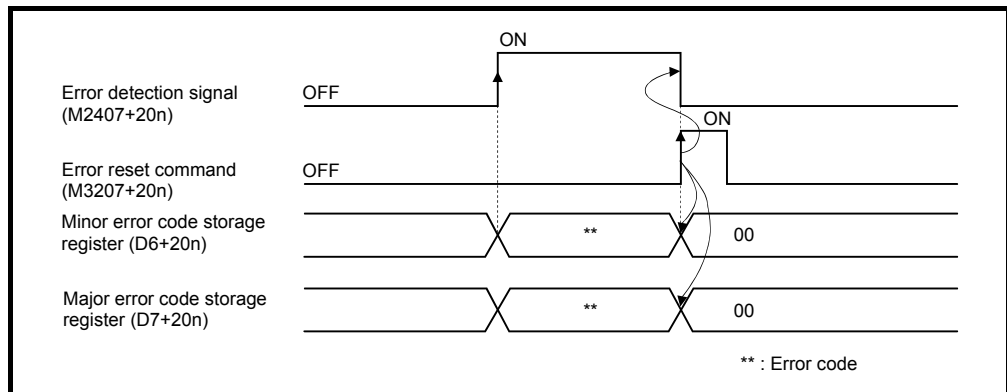 ON
Error detection signal
(M2407+20n)
OFF
ON
Error reset command
(M3207+20n)
OFF
Minor error code storage
register (D6+20n)
**
00
Major error code storage
register (D7+20n)
**
00
** : Error code